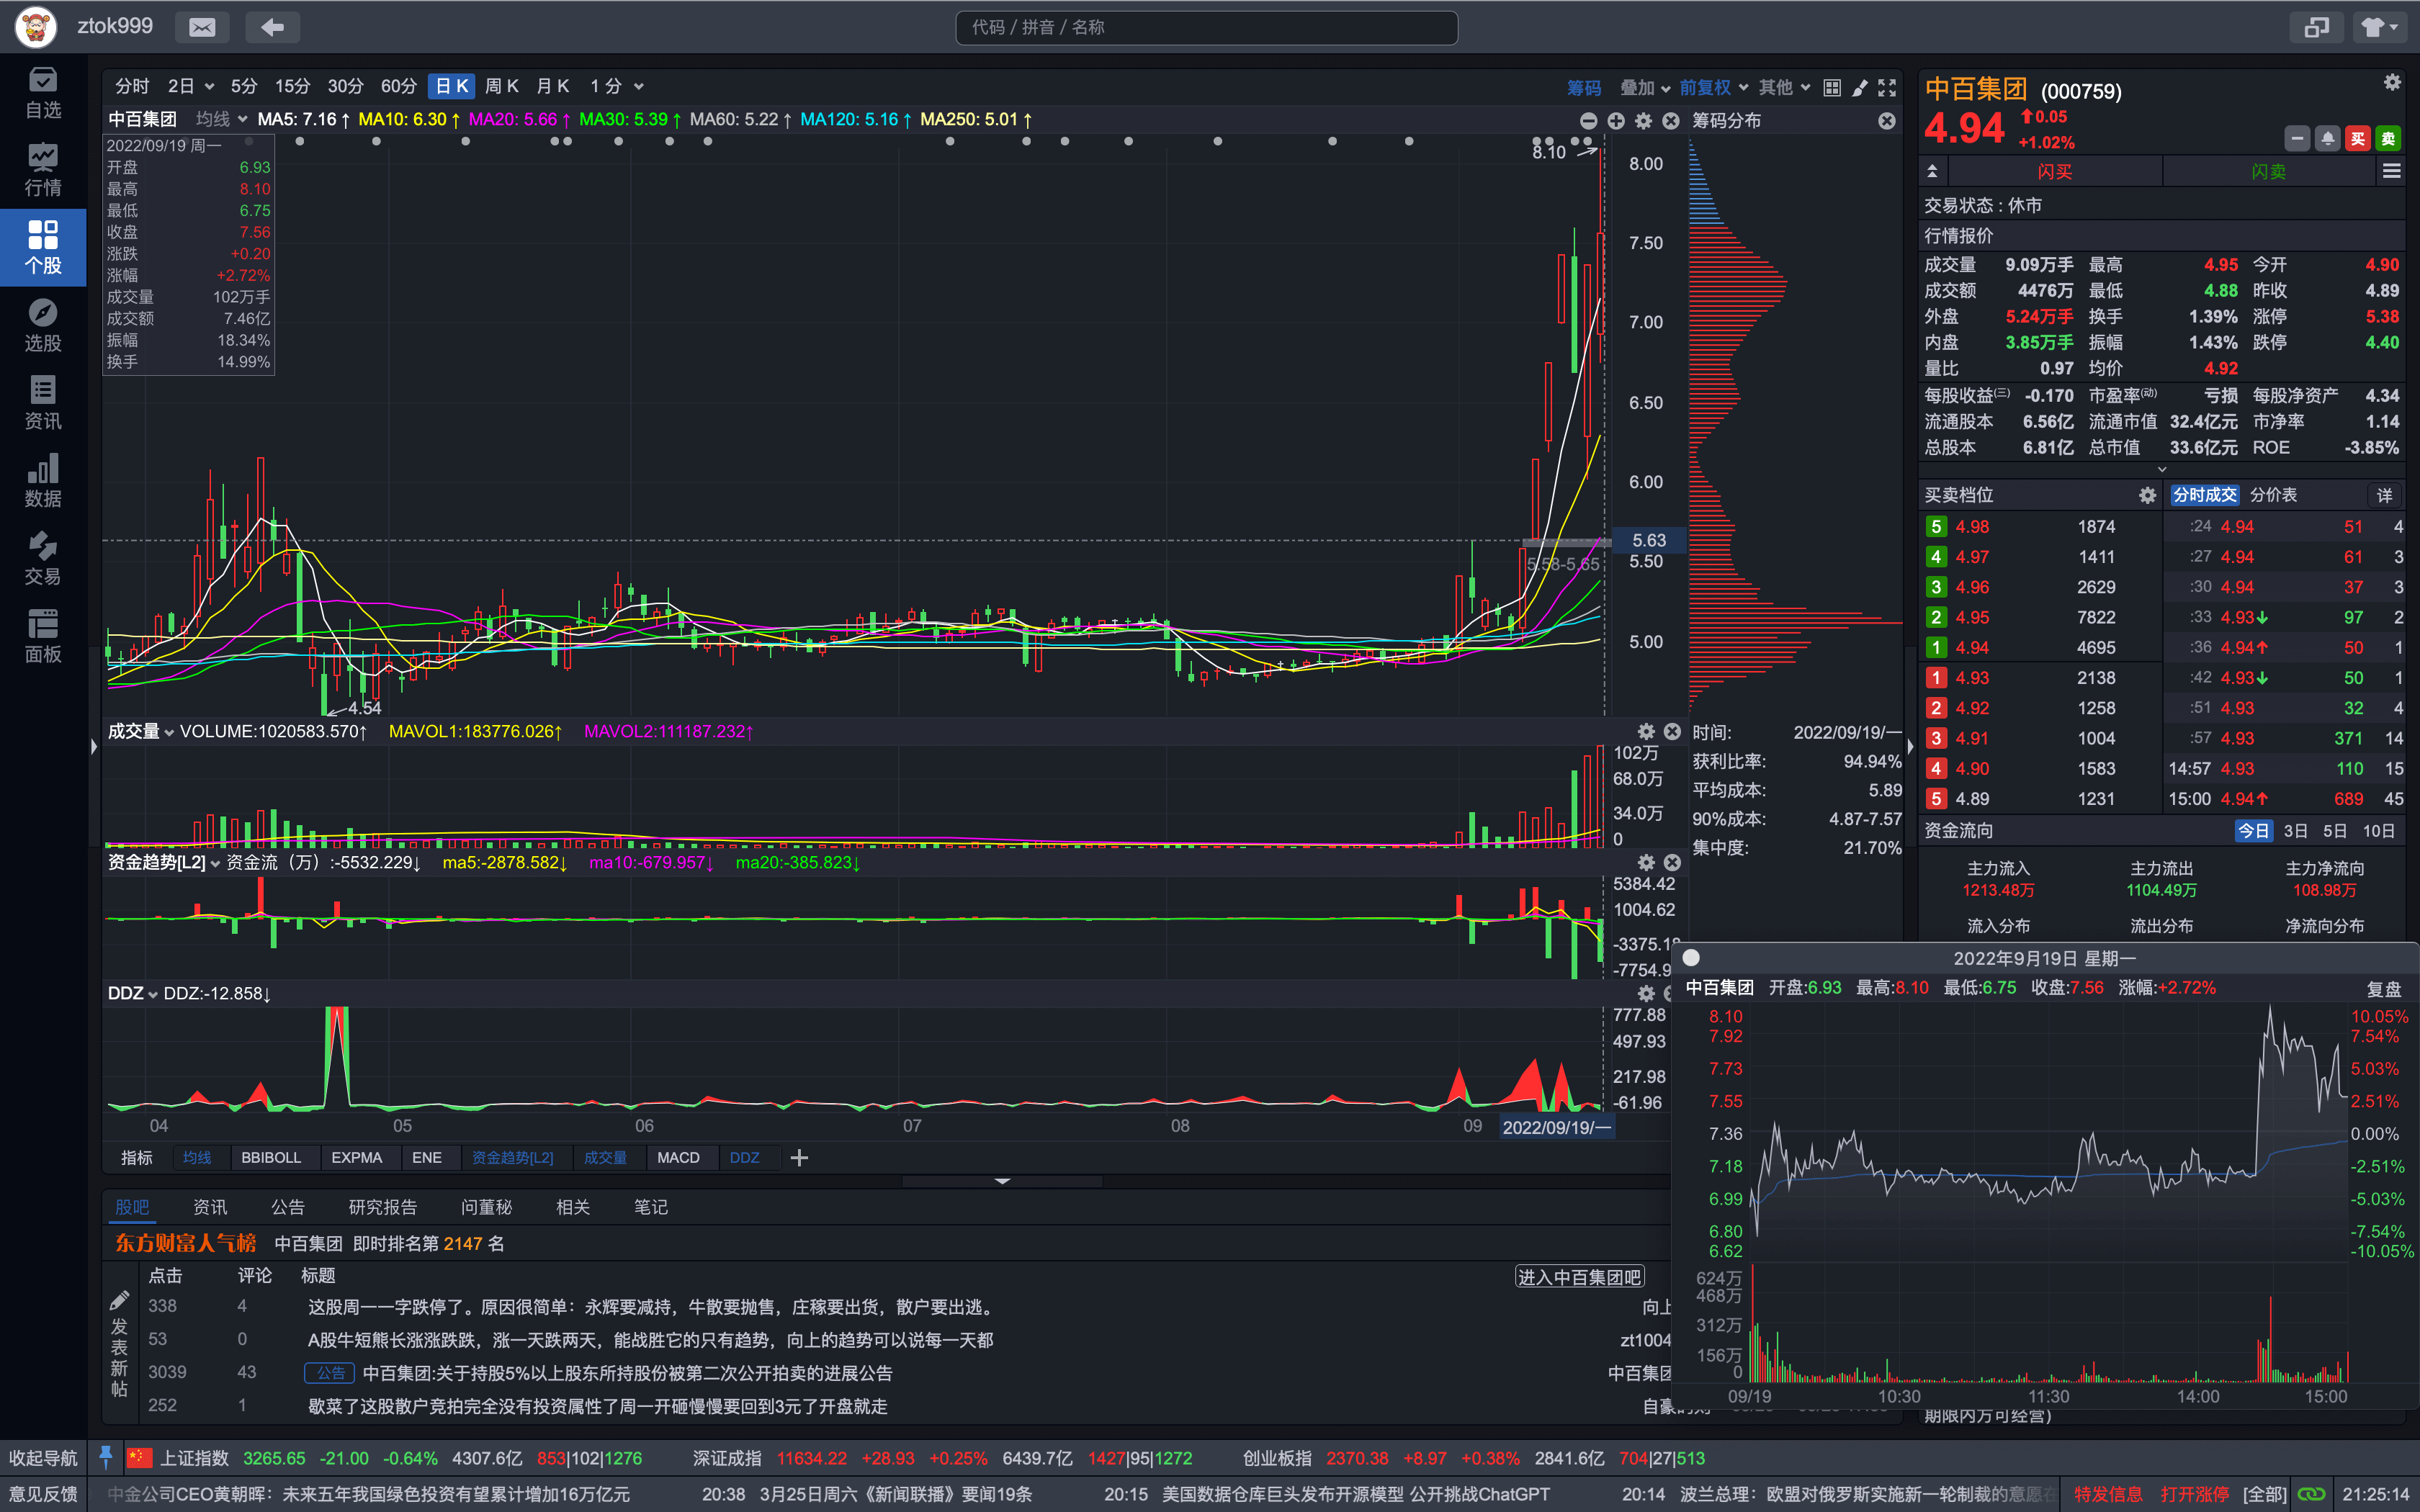 ztok999
代码 / 拼音 / 名称
自选
行情
个股
选股
资讯
数据
交易
面板
分时 2日 5分 15分 30分 60分 日K 周K 月K 1分
筹码 叠加 前复权 其他
中百集团 均线 MA5: 7.16↑ MA10: 6.30↑ MA20: 5.66↑ MA30: 5.39↑ MA60: 5.22↑ MA120: 5.16↑ MA250: 5.01↑
筹码分布
2022/09/19 周一
开盘 6.93
最高 8.10
最低 6.75
收盘 7.56
涨跌 +0.20
涨幅 +2.72%
成交量 102万手
成交额 7.46亿
振幅 18.34%
换手 14.99%
8.10
8.00
7.50
7.00
6.50
6.00
5.63
5.50
5.58-5.65
5.00
4.54
成交量 VOLUME:1020583.570↑ MAVOL1:183776.026↑ MAVOL2:111187.232↑
102万
68.0万
34.0万
0
资金趋势[L2] 资金流（万）:-5532.229↓ ma5:-2878.582↓ ma10:-679.957↓ ma20:-385.823↓
5384.42
1004.62
DDZ DDZ:-12.858↓
777.88
497.93
217.98
-61.96
04 05 06 07 08 09 2022/09/19/一
指标 均线 BBIBOLL EXPMA ENE 资金趋势[L2] 成交量 MACD DDZ
时间: 2022/09/19/一
获利比率: 94.94%
平均成本: 5.89
90%成本: 4.87-7.57
集中度: 21.70%
股吧 资讯 公告 研究报告 问董秘 相关 笔记
东方财富人气榜 中百集团 即时排名第 2147 名
点击 评论 标题
进入中百集团吧
发表新帖
338 4 这股周一一字跌停了。原因很简单：永辉要减持，牛散要抛售，庄稼要出货，散户要出逃。 向上
53 0 A股牛短熊长涨涨跌跌，涨一天跌两天，能战胜它的只有趋势，向上的趋势可以说每一天都 zt1004
3039 43 公告 中百集团:关于持股5%以上股东所持股份被第二次公开拍卖的进展公告 中百集团
252 1 歇菜了这股散户竞拍完全没有投资属性了周一开砸慢慢要回到3元了开盘就走
中百集团 (000759)
4.94 0.05
+1.02%
买 卖
闪买 闪卖
交易状态 : 休市
行情报价
成交量 9.09万手 最高 4.95 今开 4.90
成交额 4476万 最低 4.88 昨收 4.89
外盘 5.24万手 换手 1.39% 涨停 5.38
内盘 3.85万手 振幅 1.43% 跌停 4.40
量比 0.97 均价 4.92
每股收益(三) -0.170 市盈率(动) 亏损 每股净资产 4.34
流通股本 6.56亿 流通市值 32.4亿元 市净率 1.14
总股本 6.81亿 总市值 33.6亿元 ROE -3.85%
买卖档位 分时成交 分价表 详
5 4.98 1874 :24 4.94 51 4
4 4.97 1411 :27 4.94 61 3
3 4.96 2629 :30 4.94 37 3
2 4.95 7822 :33 4.93↓ 97 2
1 4.94 4695 :36 4.94↑ 50 1
1 4.93 2138 :42 4.93↓ 50 1
2 4.92 1258 :51 4.93 32 4
3 4.91 1004 :57 4.93 371 14
4 4.90 1583 14:57 4.93 110 15
5 4.89 1231 15:00 4.94↑ 689 45
资金流向 今日 3日 5日 10日
主力流入 主力流出 主力净流向
1213.48万 1104.49万 108.98万
流入分布 流出分布 净流向分布
2022年9月19日 星期一
中百集团 开盘:6.93 最高:8.10 最低:6.75 收盘:7.56 涨幅:+2.72%
复盘
8.10 10.05%
7.92 7.54%
7.73 5.03%
7.55 2.51%
7.36 0.00%
7.18 -2.51%
6.99 -5.03%
6.80 -7.54%
6.62 -10.05%
624万
468万
312万
156万
0
09/19 10:30 11:30 14:00 15:00
期限内方可经营)
收起导航 上证指数 3265.65 -21.00 -0.64% 4307.6亿 853|102|1276 深证成指 11634.22 +28.93 +0.25% 6439.7亿 1427|95|1272 创业板指 2370.38 +8.97 +0.38% 2841.6亿 704|27|513
意见反馈 中金公司CEO黄朝晖：未来五年我国绿色投资有望累计增加16万亿元 20:38 3月25日周六《新闻联播》要闻19条 20:15 美国数据仓库巨头发布开源模型 公开挑战ChatGPT 20:14 波兰总理：欧盟对俄罗斯实施新一轮制裁的意愿在 特发信息 打开涨停 [全部] 21:25:14